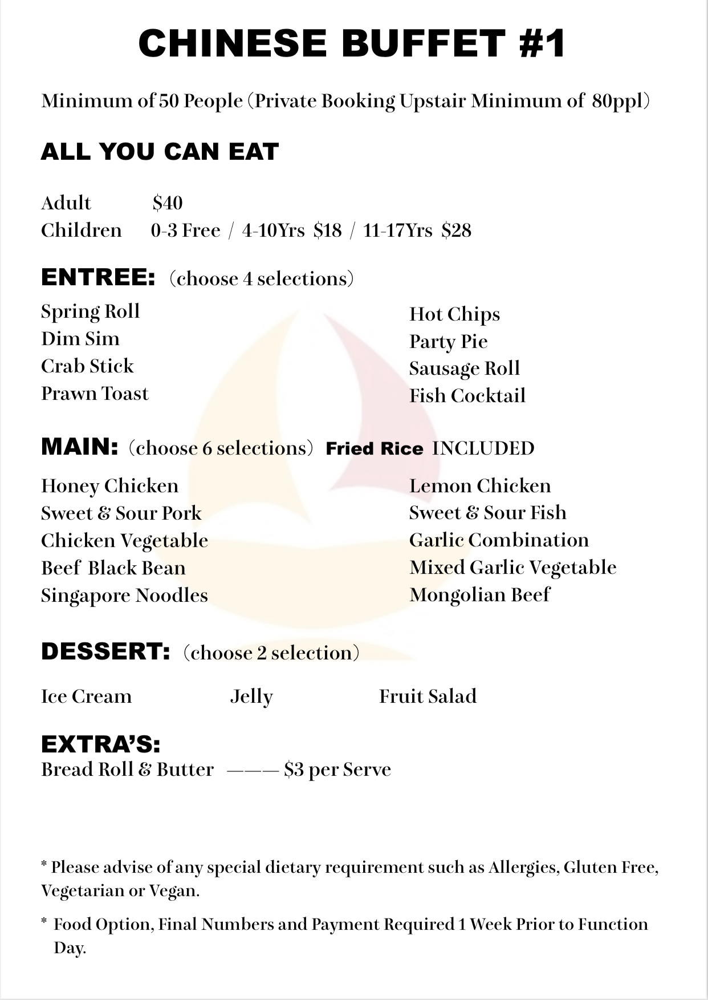 CHINESE BUFFET #1
Minimum of 50 People (Private Booking Upstair Minimum of 80ppl)
ALL YOU CAN EAT
Adult $40
Children 0-3 Free / 4-10Yrs $18 / 11-17Yrs $28
ENTREE: (choose 4 selections)
Spring Roll
Dim Sim
Crab Stick
Prawn Toast
Hot Chips
Party Pie
Sausage Roll
Fish Cocktail
MAIN: (choose 6 selections) Fried Rice INCLUDED
Honey Chicken
Sweet & Sour Pork
Chicken Vegetable
Beef Black Bean
Singapore Noodles
Lemon Chicken
Sweet & Sour Fish
Garlic Combination
Mixed Garlic Vegetable
Mongolian Beef
DESSERT: (choose 2 selection)
Ice Cream Jelly Fruit Salad
EXTRA’S:
Bread Roll & Butter ——— $3 per Serve
* Please advise of any special dietary requirement such as Allergies, Gluten Free,
Vegetarian or Vegan.
* Food Option, Final Numbers and Payment Required 1 Week Prior to Function
Day.